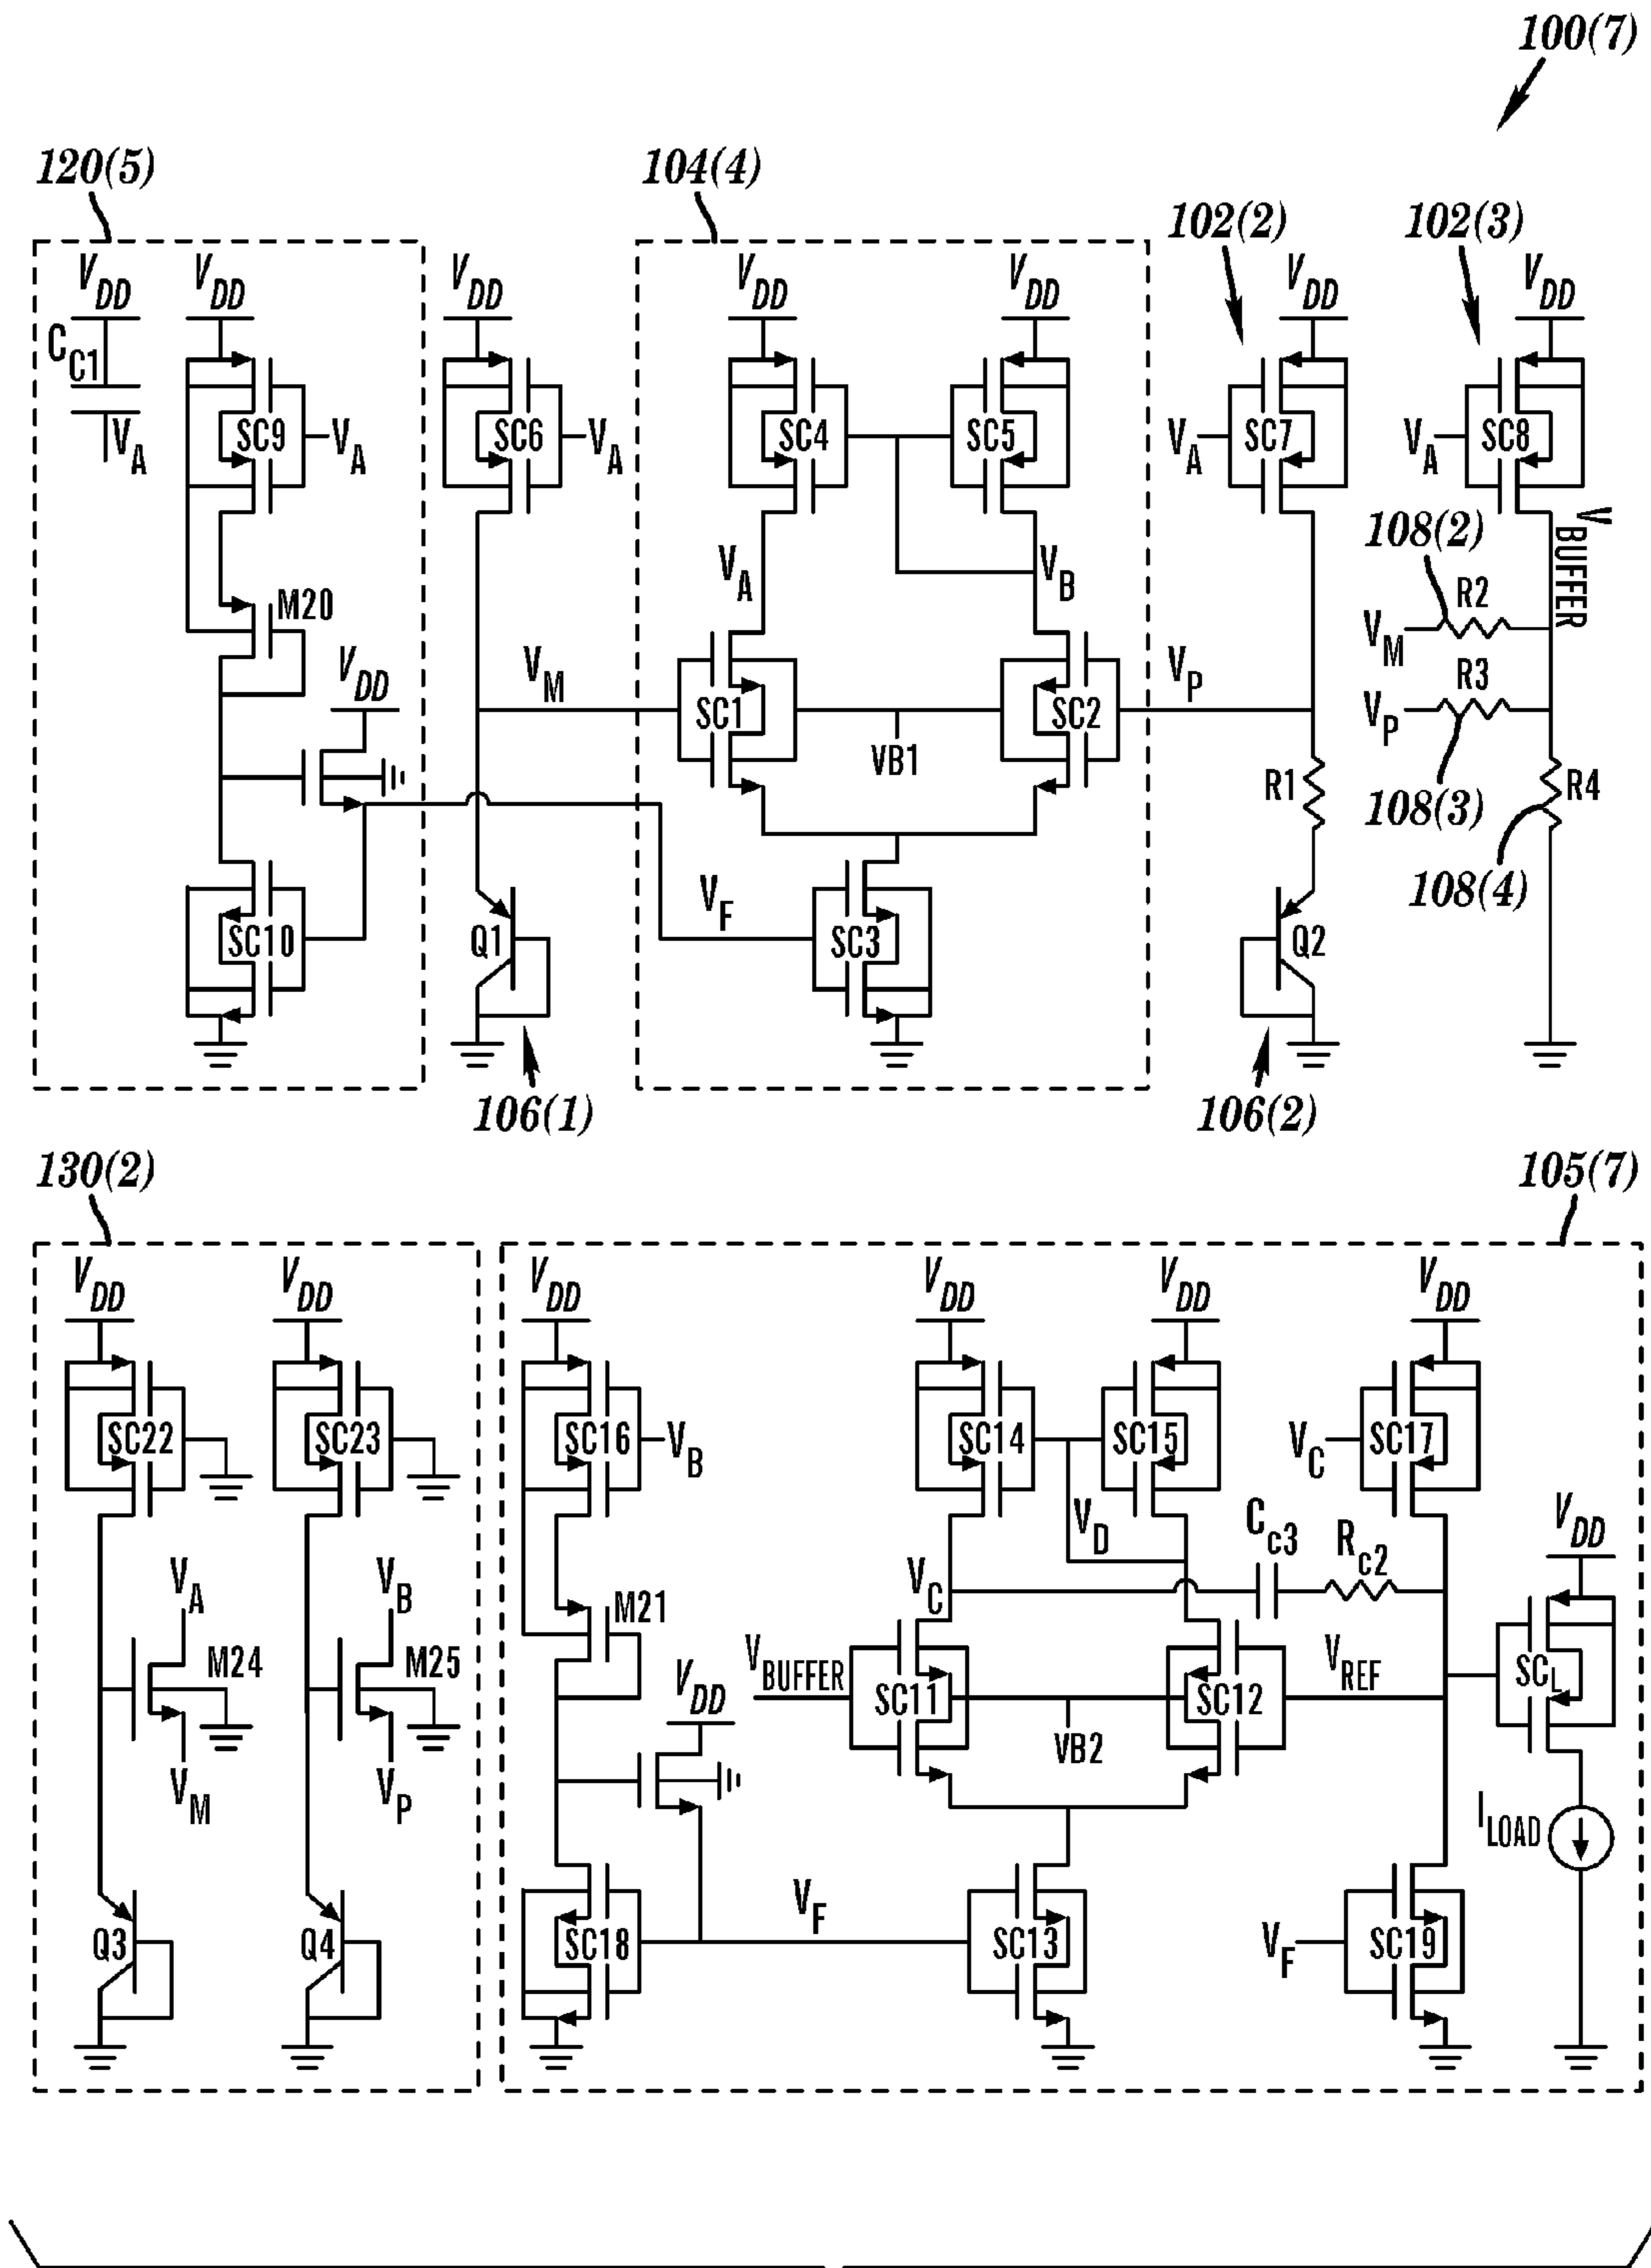 100(7)
120(5)
104(4)
102(2)
102(3)
VDD
VDD
VDD
VDD
VDD
VDD
VDD
CC1
VA
SC9
VA
SC6
VA
SC4
SC5
VA
SC7
VA
SC8
VBUFFER
108(2)
VA
VB
R2
VM
M20
VDD
VM
VP
R3
VP
SC1
SC2
VB1
R1
108(3)
R4
108(4)
VF
SC10
Q1
SC3
Q2
106(1)
106(2)
130(2)
105(7)
VDD
VDD
VDD
VDD
VDD
VDD
SC22
SC23
SC16
VB
SC14
SC15
VC
SC17
VD
Cc3
Rc2
VDD
VA
VB
VC
M21
M24
M25
VBUFFER
VREF
SC11
SC12
SCL
VDD
VB2
VM
VP
ILOAD
VF
Q3
Q4
SC18
SC13
VF
SC19